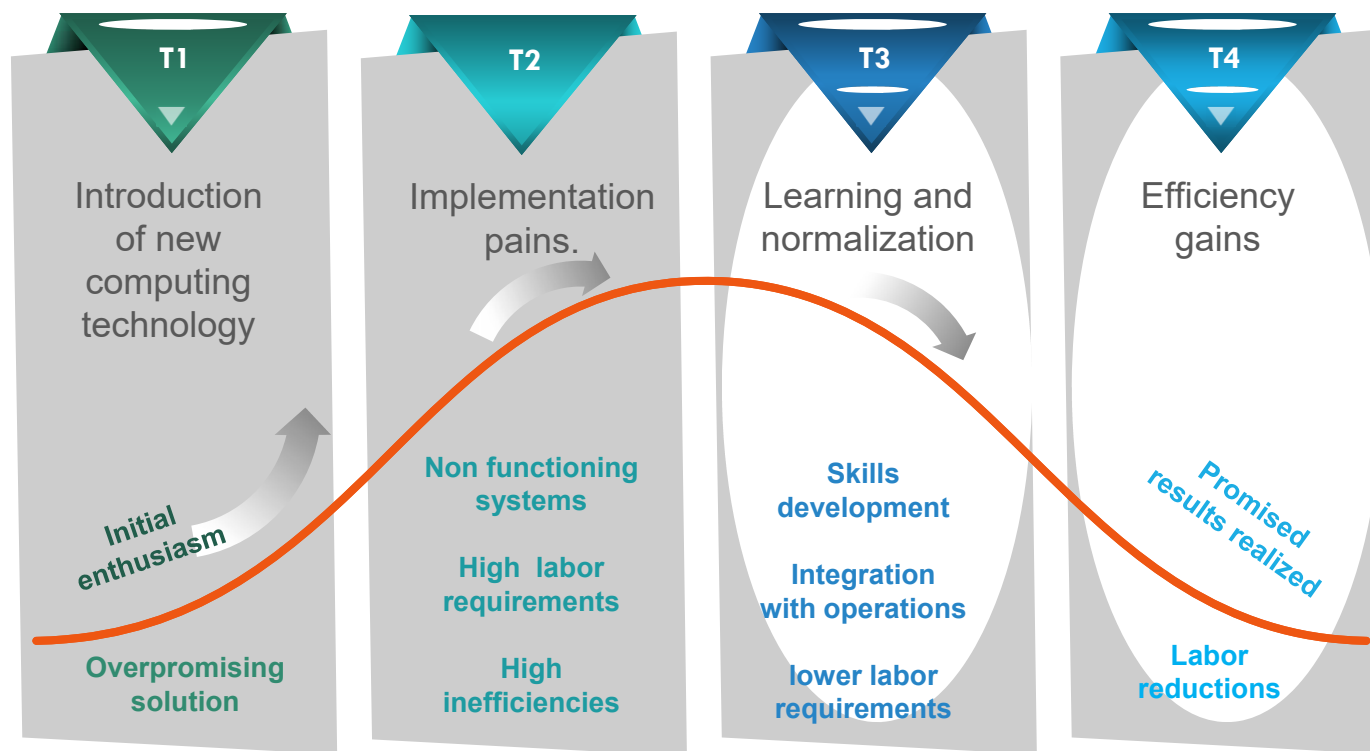 T1
Introduction
of new
computing
technology
Initial
enthusiasm
Overpromising
solution
T2
Implementation
pains.
Non functioning
systems
High labor
requirements
High
inefficiencies
T3
Learning and
normalization
Skills
development
Integration
with operations
lower labor
requirements
T4
Efficiency
gains
Promised
results realized
Labor
reductions